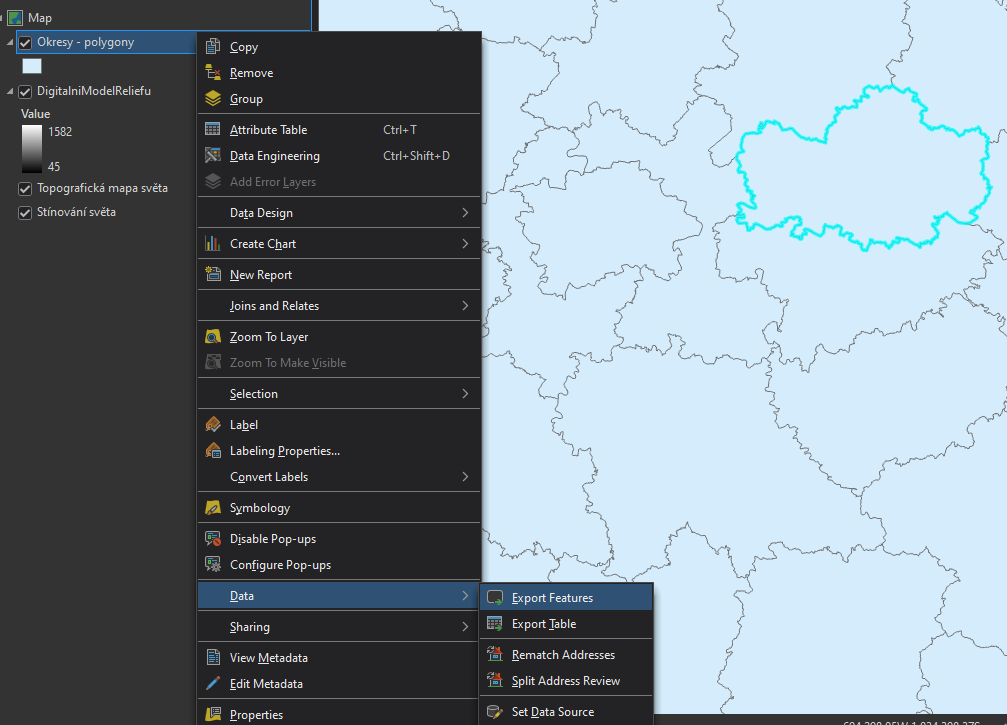 Map
Okresy - polygony
DigitalniModelReliefu
Value
1582
45
Topografická mapa světa
Stínování světa
Copy
Remove
Group
Attribute Table Ctrl+T
Data Engineering Ctrl+Shift+D
Add Error Layers
Data Design
Create Chart
New Report
Joins and Relates
Zoom To Layer
Zoom To Make Visible
Selection
Label
Labeling Properties...
Convert Labels
Symbology
Disable Pop-ups
Configure Pop-ups
Data
Sharing
View Metadata
Edit Metadata
Properties
Export Features
Export Table
Rematch Addresses
Split Address Review
Set Data Source